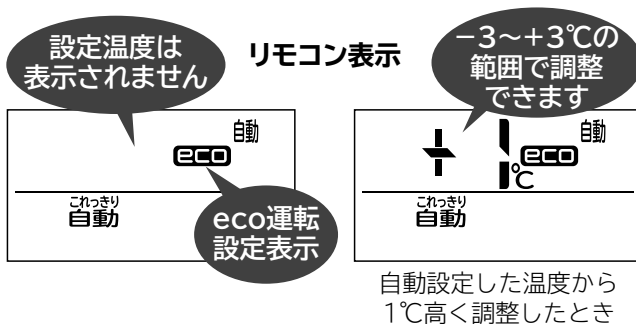 リモコン表示
設定温度は
表示されません
自動
eco
これっきり
自動
eco運転
設定表示
－3～＋3℃の
範囲で調整
できます
自動
＋1℃
eco
これっきり
自動
自動設定した温度から
1℃高く調整したとき